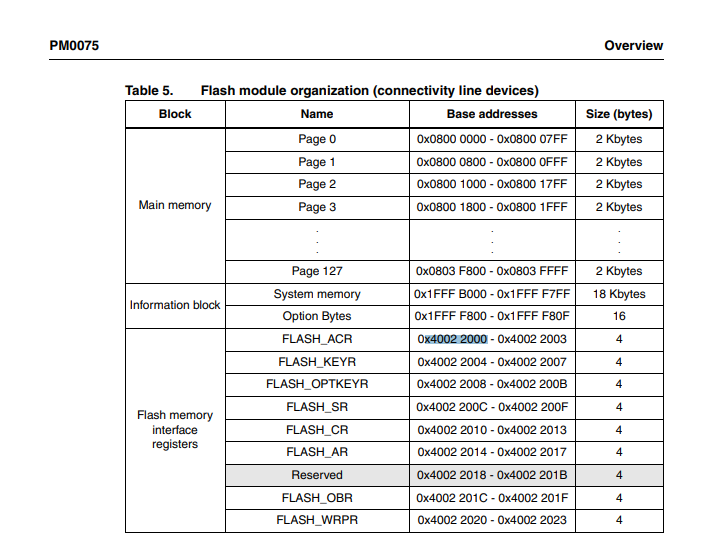 PM0075 Overview
Table 5. Flash module organization (connectivity line devices)
Block Name Base addresses Size (bytes)
Main memory
Page 0 0x0800 0000 - 0x0800 07FF 2 Kbytes
Page 1 0x0800 0800 - 0x0800 0FFF 2 Kbytes
Page 2 0x0800 1000 - 0x0800 17FF 2 Kbytes
Page 3 0x0800 1800 - 0x0800 1FFF 2 Kbytes
. . .
. . .
. . .
Page 127 0x0803 F800 - 0x0803 FFFF 2 Kbytes
Information block
System memory 0x1FFF B000 - 0x1FFF F7FF 18 Kbytes
Option Bytes 0x1FFF F800 - 0x1FFF F80F 16
Flash memory
interface
registers
FLASH_ACR 0x4002 2000 - 0x4002 2003 4
FLASH_KEYR 0x4002 2004 - 0x4002 2007 4
FLASH_OPTKEYR 0x4002 2008 - 0x4002 200B 4
FLASH_SR 0x4002 200C - 0x4002 200F 4
FLASH_CR 0x4002 2010 - 0x4002 2013 4
FLASH_AR 0x4002 2014 - 0x4002 2017 4
Reserved 0x4002 2018 - 0x4002 201B 4
FLASH_OBR 0x4002 201C - 0x4002 201F 4
FLASH_WRPR 0x4002 2020 - 0x4002 2023 4